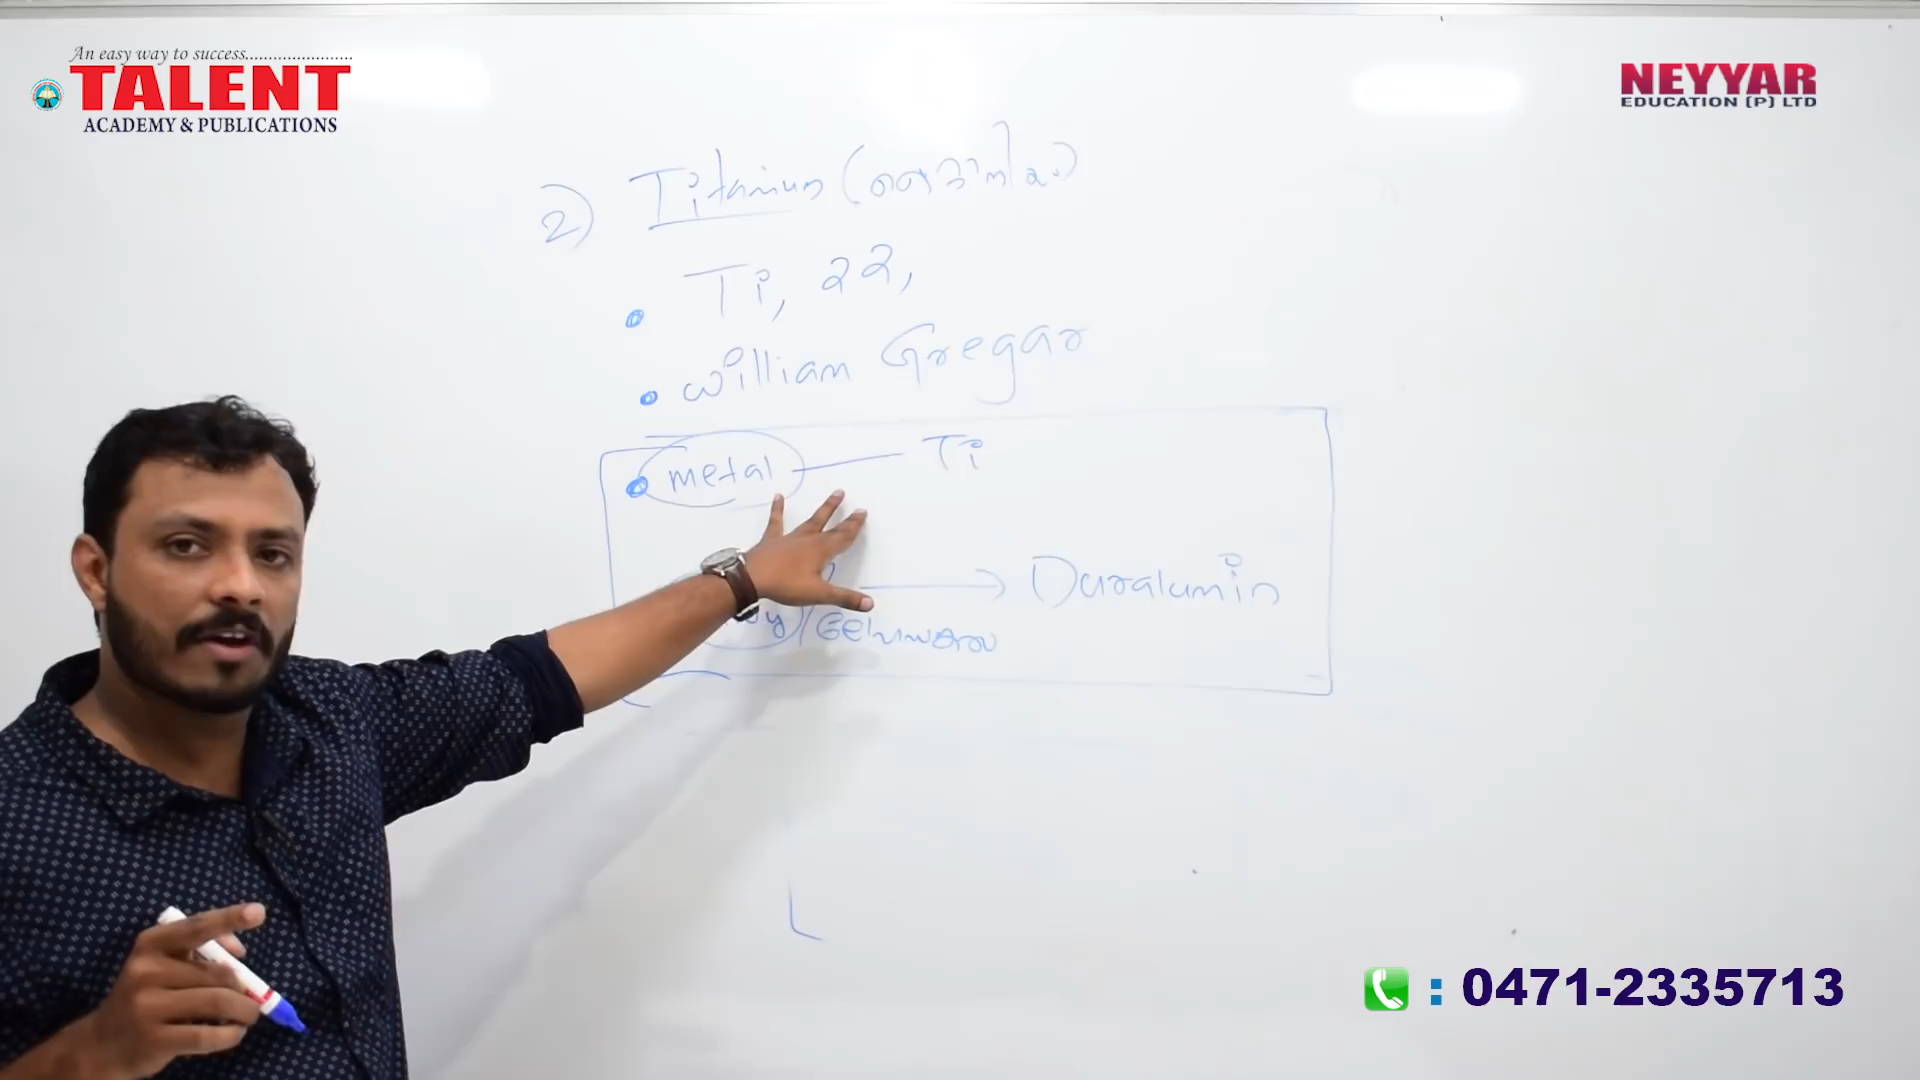 An easy way to success......................
TALENT
ACADEMY & PUBLICATIONS
NEYYAR
EDUCATION (P) LTD
2) Titanium (ടൈറ്റാനിയം)
Ti, 22,
William Gregar
metal — Ti
Duralumin
: 0471-2335713